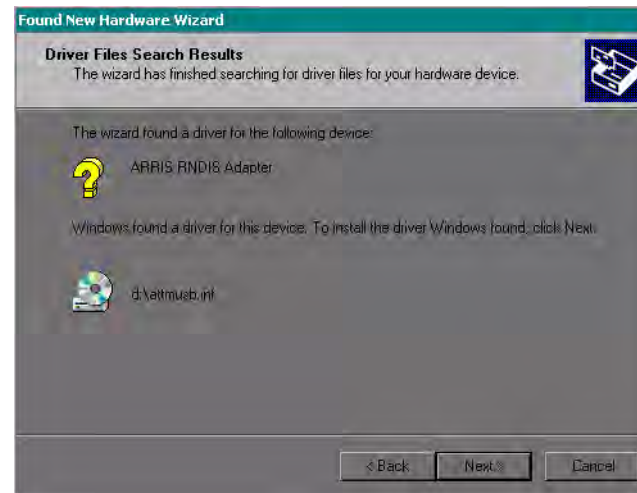 Found New Hardware Wizard
Driver Files Search Results
The wizard has finished searching for driver files for your hardware device.
The wizard found a driver for the following device:
ARRIS RNDIS Adapter
Windows found a driver for this device. To install the driver Windows found, click Next.
d:\attmusb.inf
< Back
Next >
Cancel